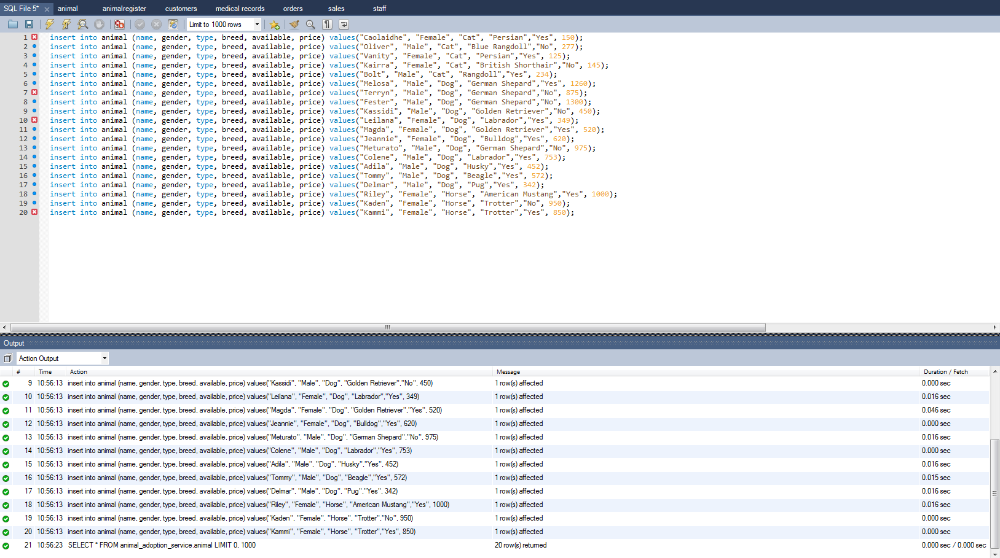 SQL File 5* animal animalregister customers medical records orders sales staff
Limit to 1000 rows
1 insert into animal (name, gender, type, breed, available, price) values("Caolaidhe", "Female", "Cat", "Persian","Yes", 150);
2 insert into animal (name, gender, type, breed, available, price) values("Oliver", "Male", "Cat", "Blue Rangdoll","No", 277);
3 insert into animal (name, gender, type, breed, available, price) values("Vanity", "Female", "Cat", "Persian","Yes", 125);
4 insert into animal (name, gender, type, breed, available, price) values("Kairra", "Female", "Cat", "British Shorthair","No", 145);
5 insert into animal (name, gender, type, breed, available, price) values("Bolt", "Male", "Cat", "Rangdoll","Yes", 234);
6 insert into animal (name, gender, type, breed, available, price) values("Melosa", "Male", "Dog", "German Shepard","Yes", 1260);
7 insert into animal (name, gender, type, breed, available, price) values("Terryn", "Male", "Dog", "German Shepard","No", 875);
8 insert into animal (name, gender, type, breed, available, price) values("Fester", "Male", "Dog", "German Shepard","No", 1300);
9 insert into animal (name, gender, type, breed, available, price) values("Kassidi", "Male", "Dog", "Golden Retriever","No", 450);
10 insert into animal (name, gender, type, breed, available, price) values("Leilana", "Female", "Dog", "Labrador","Yes", 349);
11 insert into animal (name, gender, type, breed, available, price) values("Magda", "Female", "Dog", "Golden Retriever","Yes", 520);
12 insert into animal (name, gender, type, breed, available, price) values("Jeannie", "Female", "Dog", "Bulldog","Yes", 620);
13 insert into animal (name, gender, type, breed, available, price) values("Meturato", "Male", "Dog", "German Shepard","No", 975);
14 insert into animal (name, gender, type, breed, available, price) values("Colene", "Male", "Dog", "Labrador","Yes", 753);
15 insert into animal (name, gender, type, breed, available, price) values("Adila", "Male", "Dog", "Husky","Yes", 452);
16 insert into animal (name, gender, type, breed, available, price) values("Tommy", "Male", "Dog", "Beagle","Yes", 572);
17 insert into animal (name, gender, type, breed, available, price) values("Delmar", "Male", "Dog", "Pug","Yes", 342);
18 insert into animal (name, gender, type, breed, available, price) values("Riley", "Female", "Horse", "American Mustang","Yes", 1000);
19 insert into animal (name, gender, type, breed, available, price) values("Kaden", "Female", "Horse", "Trotter","No", 950);
20 insert into animal (name, gender, type, breed, available, price) values("Kammi", "Female", "Horse", "Trotter","Yes", 850);
Output
Action Output
# Time Action Message Duration / Fetch
9 10:56:13 insert into animal (name, gender, type, breed, available, price) values("Kassidi", "Male", "Dog", "Golden Retriever","No", 450) 1 row(s) affected 0.000 sec
10 10:56:13 insert into animal (name, gender, type, breed, available, price) values("Leilana", "Female", "Dog", "Labrador","Yes", 349) 1 row(s) affected 0.016 sec
11 10:56:13 insert into animal (name, gender, type, breed, available, price) values("Magda", "Female", "Dog", "Golden Retriever","Yes", 520) 1 row(s) affected 0.046 sec
12 10:56:13 insert into animal (name, gender, type, breed, available, price) values("Jeannie", "Female", "Dog", "Bulldog","Yes", 620) 1 row(s) affected 0.000 sec
13 10:56:13 insert into animal (name, gender, type, breed, available, price) values("Meturato", "Male", "Dog", "German Shepard","No", 975) 1 row(s) affected 0.016 sec
14 10:56:13 insert into animal (name, gender, type, breed, available, price) values("Colene", "Male", "Dog", "Labrador","Yes", 753) 1 row(s) affected 0.000 sec
15 10:56:13 insert into animal (name, gender, type, breed, available, price) values("Adila", "Male", "Dog", "Husky","Yes", 452) 1 row(s) affected 0.016 sec
16 10:56:13 insert into animal (name, gender, type, breed, available, price) values("Tommy", "Male", "Dog", "Beagle","Yes", 572) 1 row(s) affected 0.015 sec
17 10:56:13 insert into animal (name, gender, type, breed, available, price) values("Delmar", "Male", "Dog", "Pug","Yes", 342) 1 row(s) affected 0.016 sec
18 10:56:13 insert into animal (name, gender, type, breed, available, price) values("Riley", "Female", "Horse", "American Mustang","Yes", 1000) 1 row(s) affected 0.016 sec
19 10:56:13 insert into animal (name, gender, type, breed, available, price) values("Kaden", "Female", "Horse", "Trotter","No", 950) 1 row(s) affected 0.000 sec
20 10:56:13 insert into animal (name, gender, type, breed, available, price) values("Kammi", "Female", "Horse", "Trotter","Yes", 850) 1 row(s) affected 0.000 sec
21 10:56:23 SELECT * FROM animal_adoption_service.animal LIMIT 0, 1000 20 row(s) returned 0.000 sec / 0.000 sec